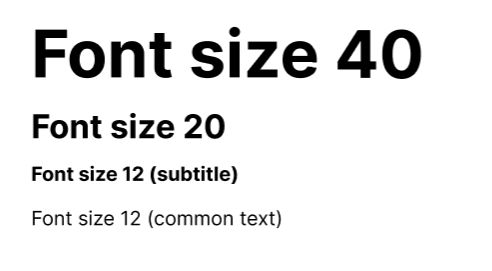 Font size 40
Font size 20
Font size 12 (subtitle)
Font size 12 (common text)